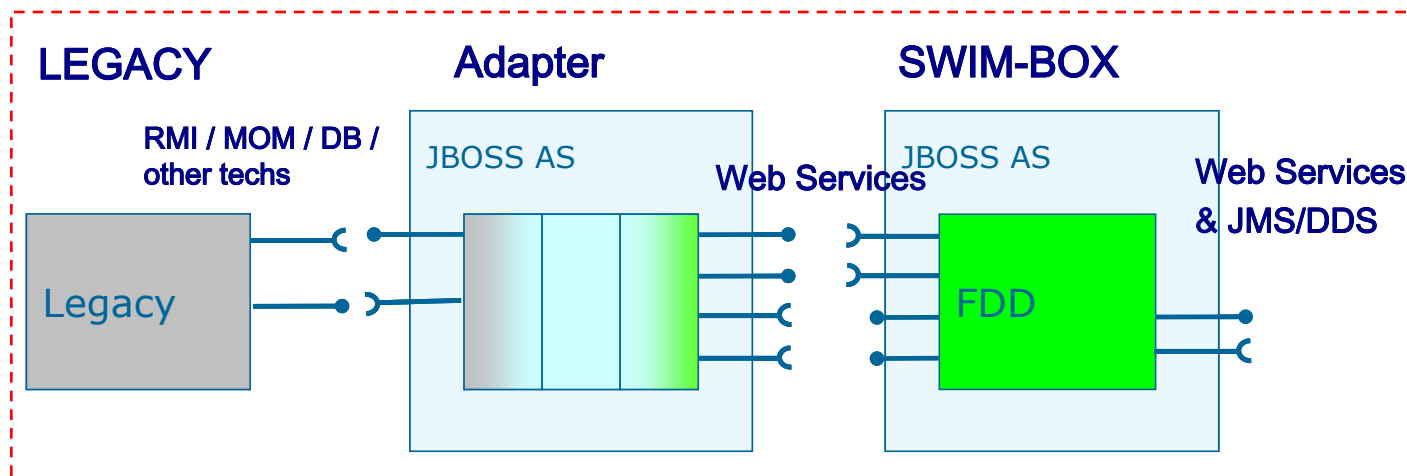 LEGACY
Adapter
SWIM-BOX
RMI / MOM / DB /
other techs
JBOSS AS
Web Services
JBOSS AS
Web Services
& JMS/DDS
Legacy
FDD